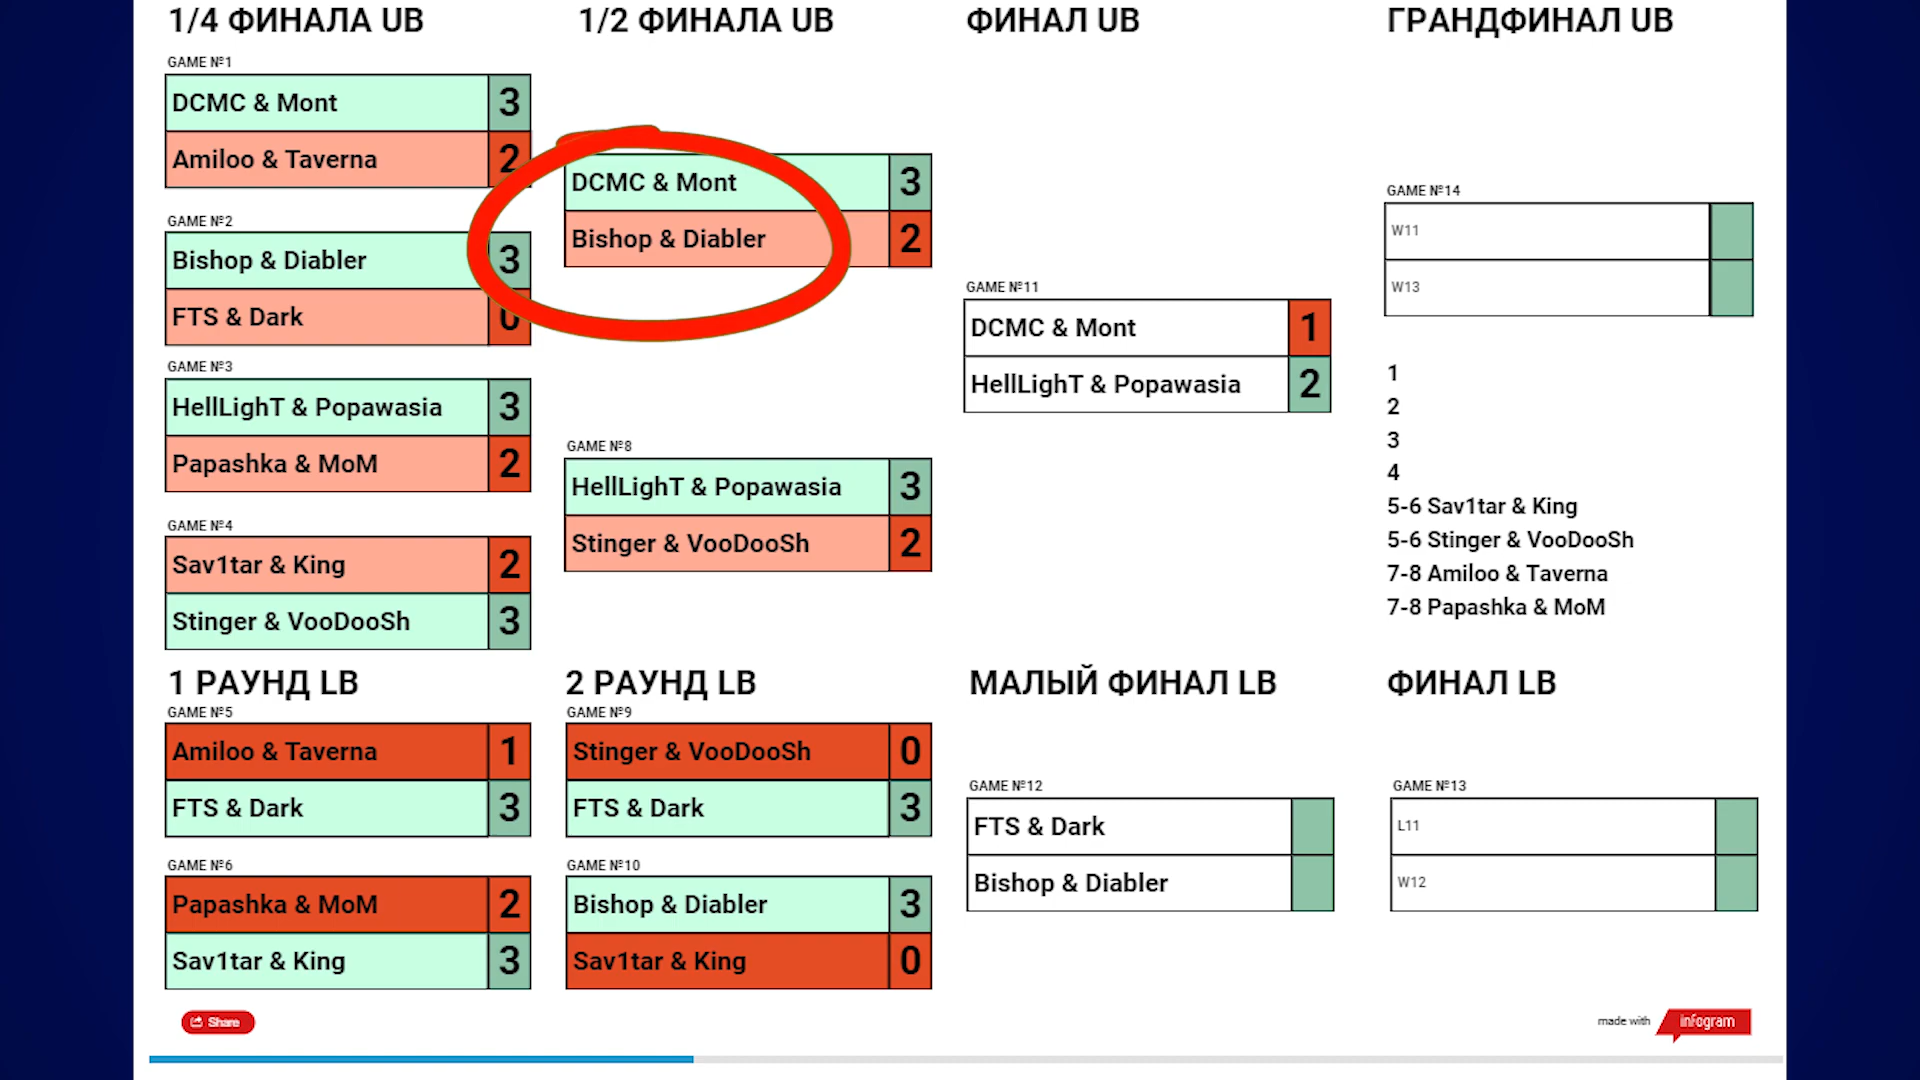 1/4 ФИНАЛА UB
GAME №1
DCMC & Mont 3
Amiloo & Taverna 2
GAME №2
Bishop & Diabler 3
FTS & Dark 0
GAME №3
HellLighT & Popawasia 3
Papashka & MoM 2
GAME №4
Sav1tar & King 2
Stinger & VooDooSh 3
1/2 ФИНАЛА UB
DCMC & Mont 3
Bishop & Diabler 2
GAME №8
HellLighT & Popawasia 3
Stinger & VooDooSh 2
ФИНАЛ UB
GAME №11
DCMC & Mont 1
HellLighT & Popawasia 2
ГРАНДФИНАЛ UB
GAME №14
W11
W13
1
2
3
4
5-6 Sav1tar & King
5-6 Stinger & VooDooSh
7-8 Amiloo & Taverna
7-8 Papashka & MoM
1 РАУНД LB
GAME №5
Amiloo & Taverna 1
FTS & Dark 3
GAME №6
Papashka & MoM 2
Sav1tar & King 3
2 РАУНД LB
GAME №9
Stinger & VooDooSh 0
FTS & Dark 3
GAME №10
Bishop & Diabler 3
Sav1tar & King 0
МАЛЫЙ ФИНАЛ LB
GAME №12
FTS & Dark
Bishop & Diabler
ФИНАЛ LB
GAME №13
L11
W12
Share
made with infogram